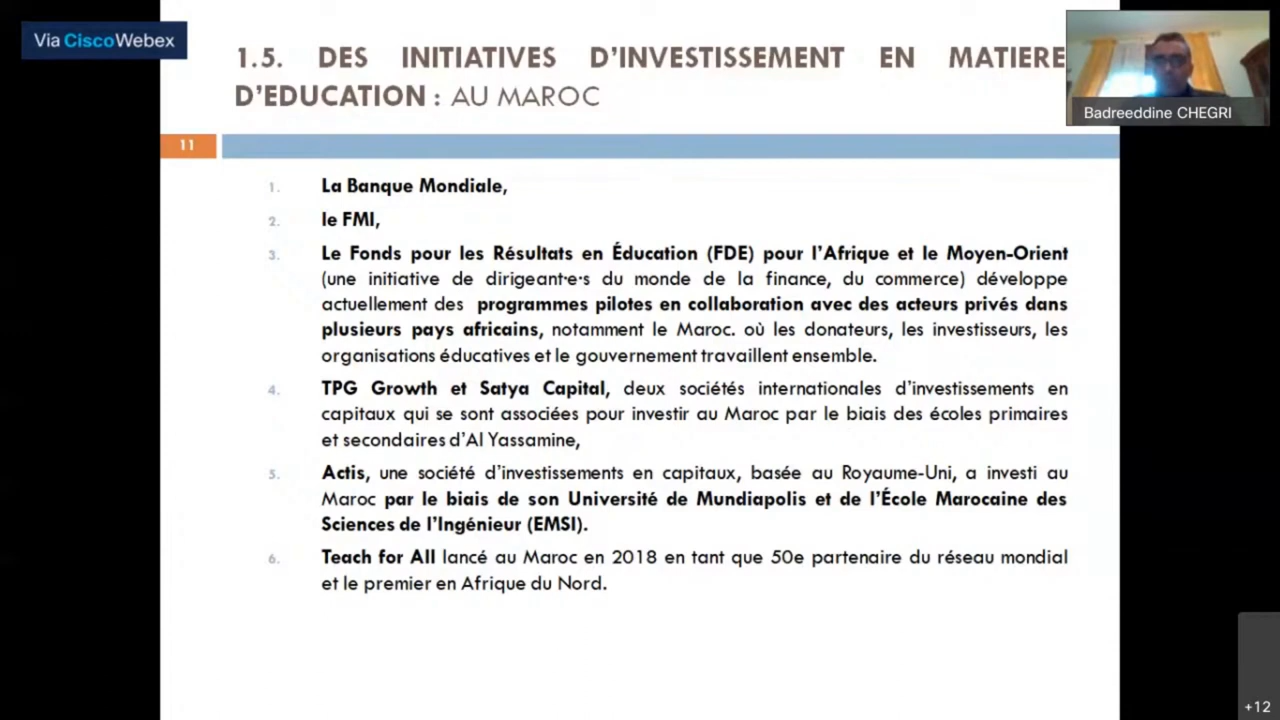 Via CiscoWebex
1.5. DES INITIATIVES D’INVESTISSEMENT EN MATIERE
D’EDUCATION : AU MAROC
Badreeddine CHEGRI
11
1. La Banque Mondiale,
2. le FMI,
3. Le Fonds pour les Résultats en Éducation (FDE) pour l’Afrique et le Moyen-Orient
(une initiative de dirigeant·e·s du monde de la finance, du commerce) développe
actuellement des programmes pilotes en collaboration avec des acteurs privés dans
plusieurs pays africains, notamment le Maroc. où les donateurs, les investisseurs, les
organisations éducatives et le gouvernement travaillent ensemble.
4. TPG Growth et Satya Capital, deux sociétés internationales d’investissements en
capitaux qui se sont associées pour investir au Maroc par le biais des écoles primaires
et secondaires d’Al Yassamine,
5. Actis, une société d’investissements en capitaux, basée au Royaume-Uni, a investi au
Maroc par le biais de son Université de Mundiapolis et de l’École Marocaine des
Sciences de l’Ingénieur (EMSI).
6. Teach for All lancé au Maroc en 2018 en tant que 50e partenaire du réseau mondial
et le premier en Afrique du Nord.
+12